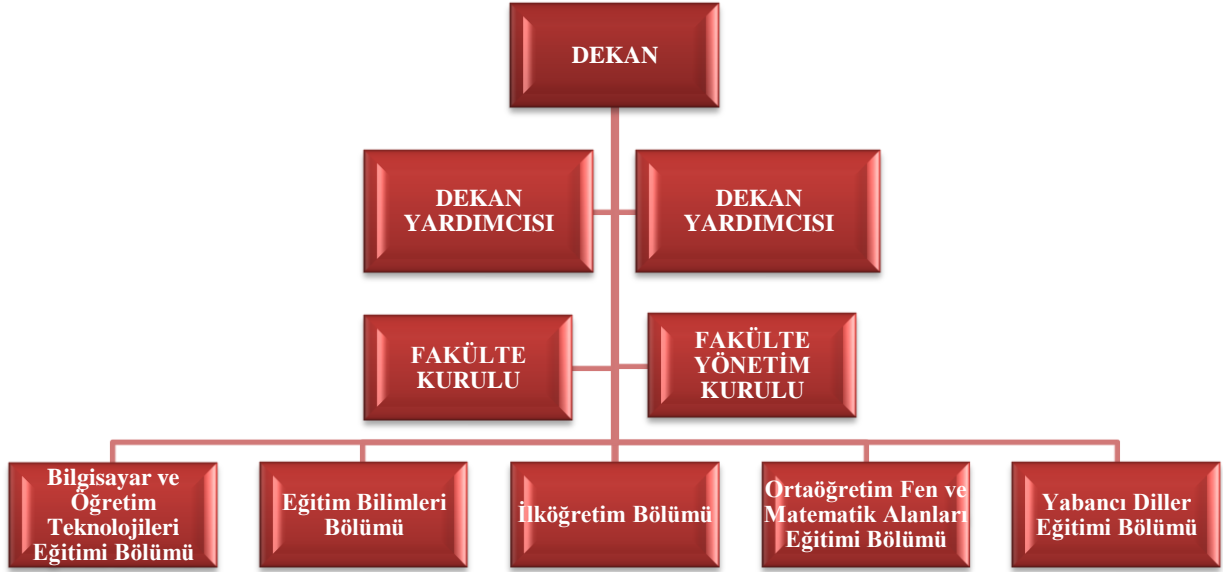 DEKAN
DEKAN
YARDIMCISI
DEKAN
YARDIMCISI
FAKÜLTE
KURULU
FAKÜLTE
YÖNETİM
KURULU
Bilgisayar ve
Öğretim
Teknolojileri
Eğitimi Bölümü
Eğitim Bilimleri
Bölümü
İlköğretim Bölümü
Ortaöğretim Fen ve
Matematik Alanları
Eğitimi Bölümü
Yabancı Diller
Eğitimi Bölümü